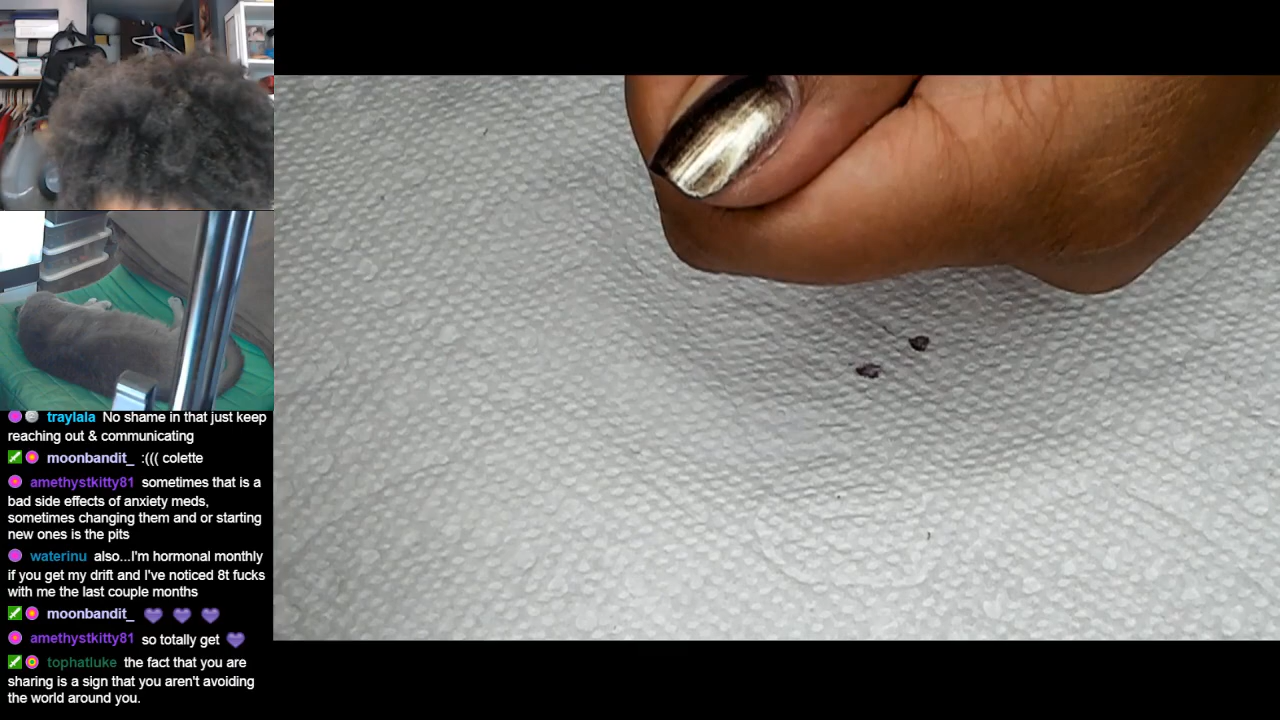 traylala No shame in that just keep
reaching out & communicating
moonbandit_ :((( colette
amethystkitty81 sometimes that is a
bad side effects of anxiety meds,
sometimes changing them and or starting
new ones is the pits
waterinu also...I'm hormonal monthly
if you get my drift and I've noticed 8t fucks
with me the last couple months
moonbandit_
amethystkitty81 so totally get
tophatluke the fact that you are
sharing is a sign that you aren't avoiding
the world around you.